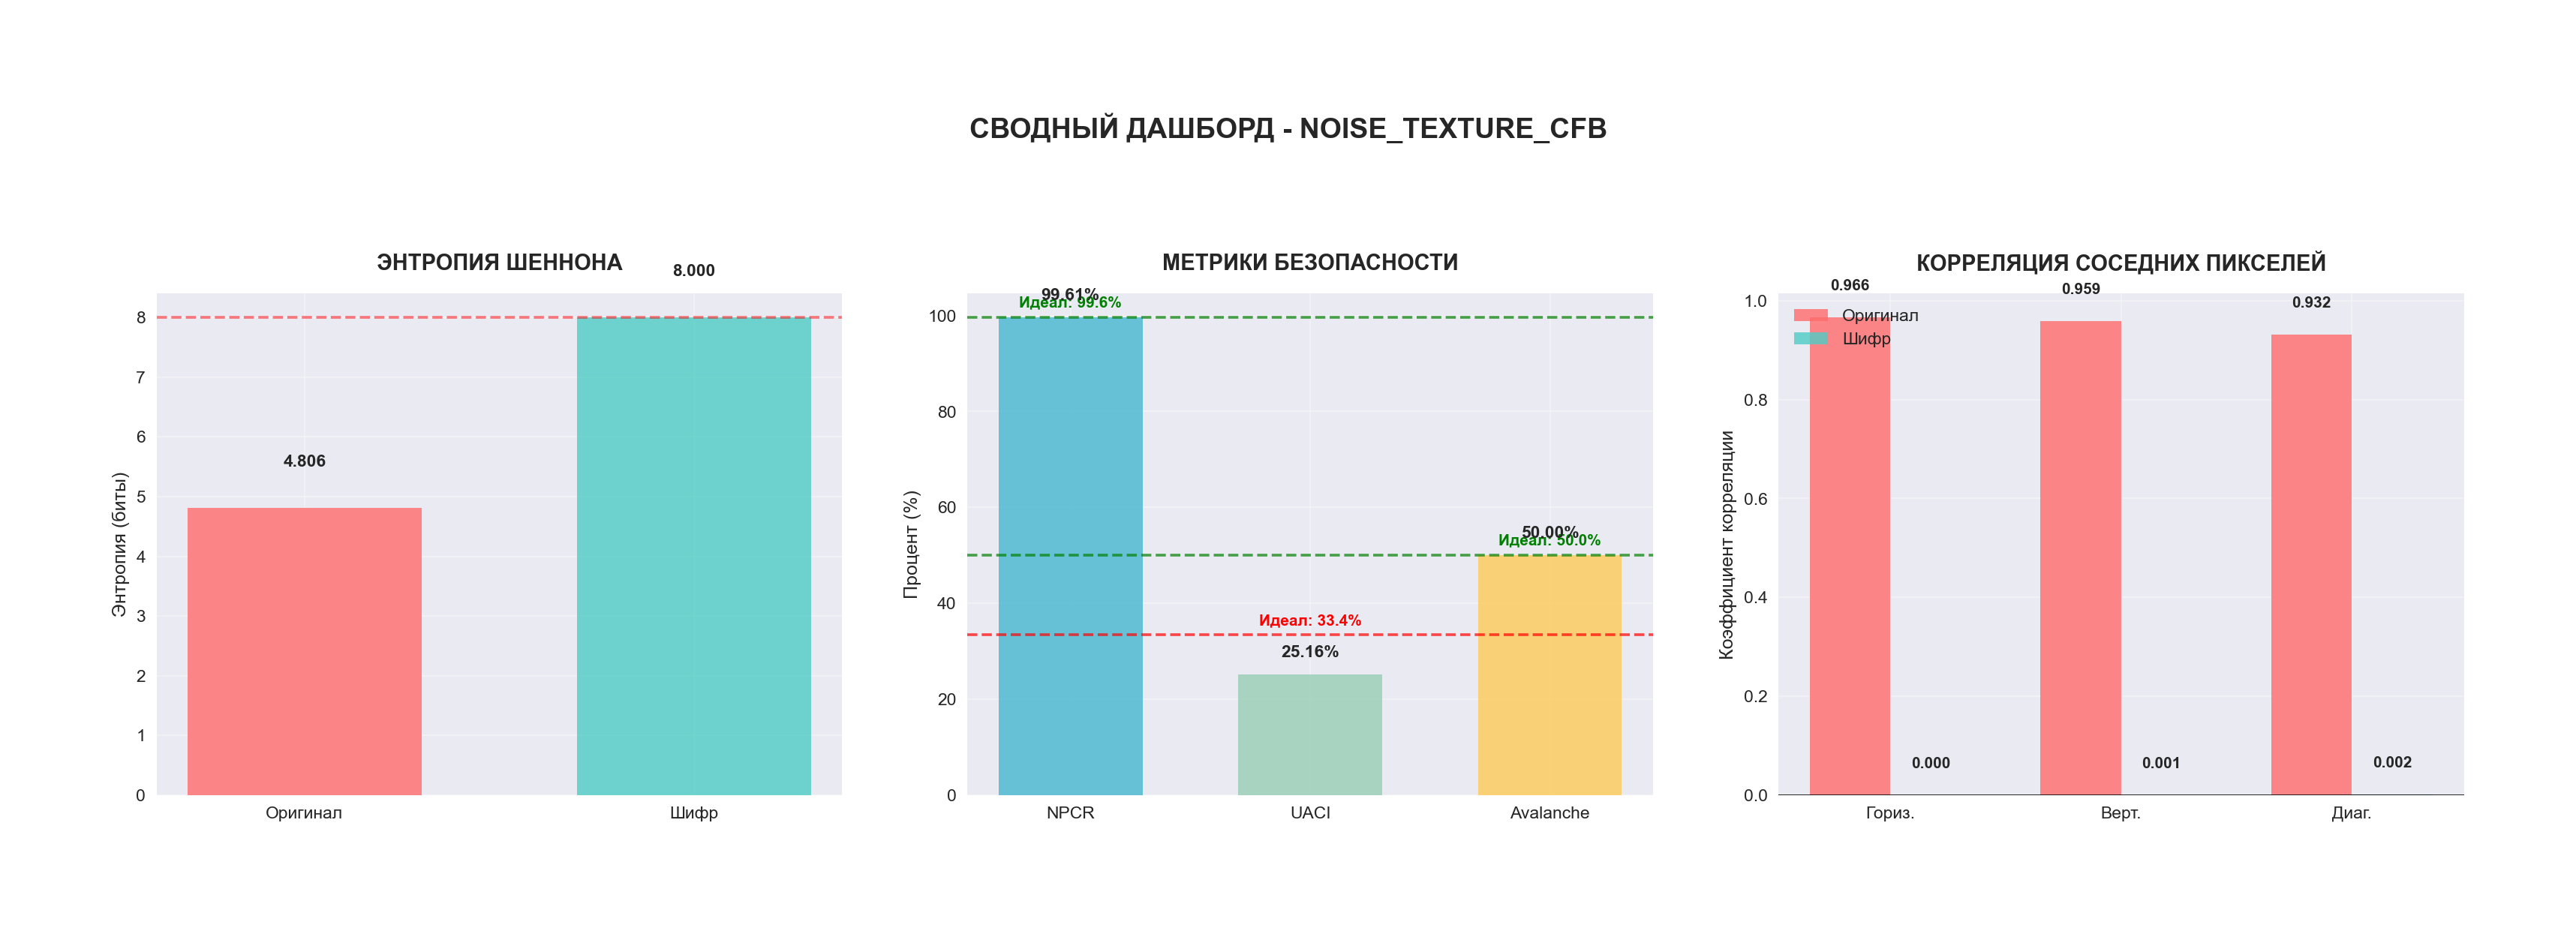 СВОДНЫЙ ДАШБОРД - NOISE_TEXTURE_CFB
ЭНТРОПИЯ ШЕННОНА
8.000
4.806
Энтропия (биты)
8
7
6
5
4
3
2
1
0
Оригинал
Шифр
МЕТРИКИ БЕЗОПАСНОСТИ
99.61%
Идеал: 99.6%
50.00%
Идеал: 50.0%
Идеал: 33.4%
25.16%
Процент (%)
100
80
60
40
20
0
NPCR
UACI
Avalanche
КОРРЕЛЯЦИЯ СОСЕДНИХ ПИКСЕЛЕЙ
0.966
0.959
0.932
Оригинал
Шифр
0.000
0.001
0.002
Коэффициент корреляции
1.0
0.8
0.6
0.4
0.2
0.0
Гориз.
Верт.
Диаг.